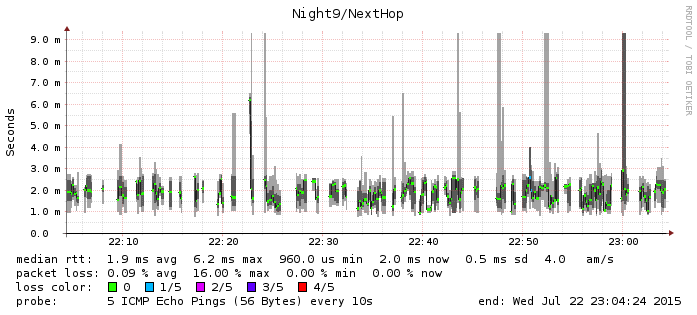 Night9/NextHop
RRDTOOL / TOBI OETIKER
Seconds
9.0 m
8.0 m
7.0 m
6.0 m
5.0 m
4.0 m
3.0 m
2.0 m
1.0 m
0.0
22:10 22:20 22:30 22:40 22:50 23:00
median rtt: 1.9 ms avg 6.2 ms max 960.0 us min 2.0 ms now 0.5 ms sd 4.0 am/s
packet loss: 0.09 % avg 16.00 % max 0.00 % min 0.00 % now
loss color: 0 1/5 2/5 3/5 4/5
probe: 5 ICMP Echo Pings (56 Bytes) every 10s end: Wed Jul 22 23:04:24 2015